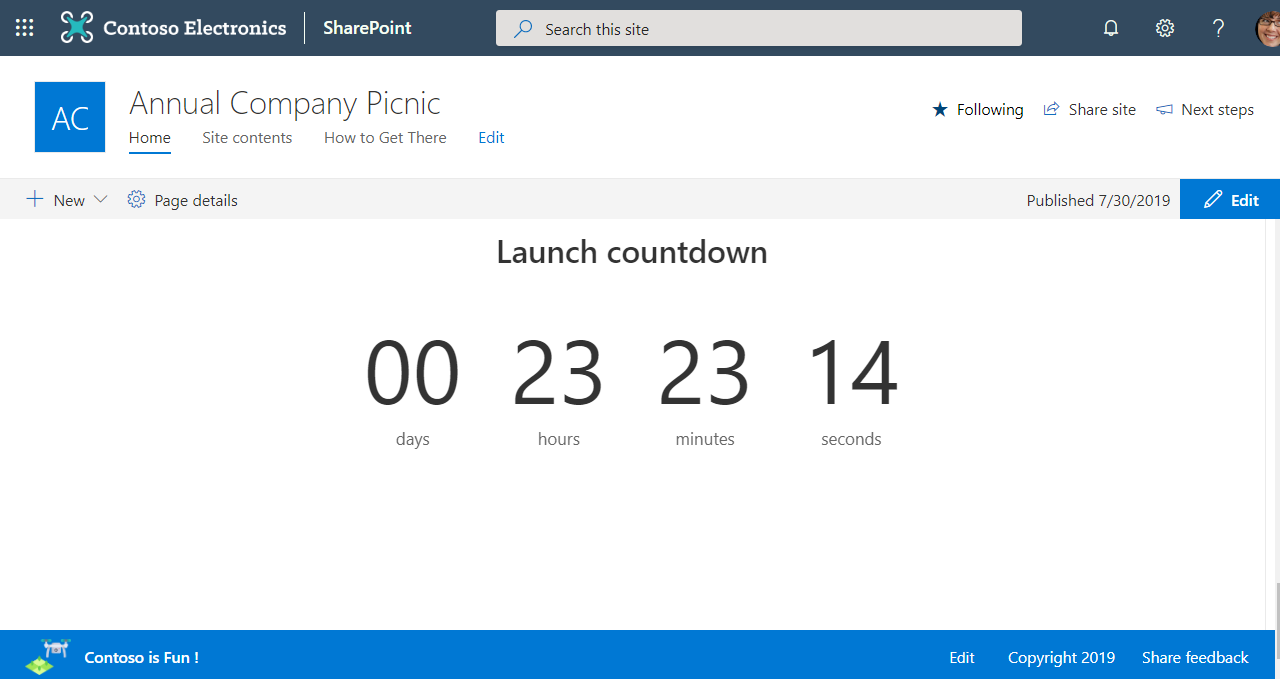 Contoso Electronics SharePoint Search this site ?
AC
Annual Company Picnic
Home Site contents How to Get There Edit
Following Share site Next steps
New Page details Published 7/30/2019 Edit
Launch countdown
00 23 23 14
days hours minutes seconds
Contoso is Fun ! Edit Copyright 2019 Share feedback